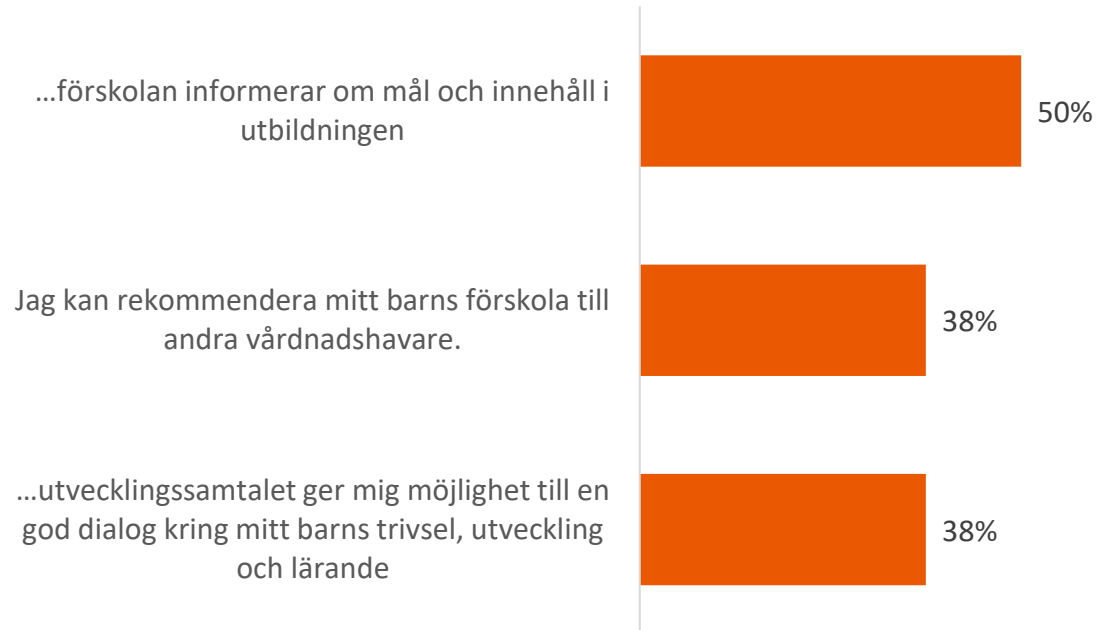 …förskolan informerar om mål och innehåll i
utbildningen
50%
Jag kan rekommendera mitt barns förskola till
andra vårdnadshavare.
38%
…utvecklingssamtalet ger mig möjlighet till en
god dialog kring mitt barns trivsel, utveckling
och lärande
38%